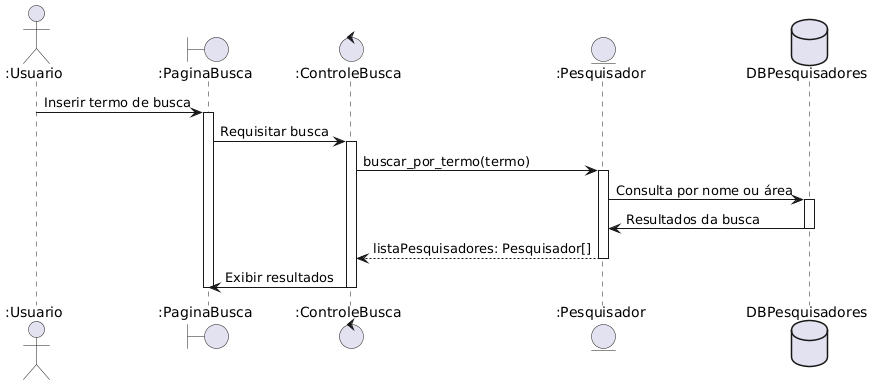 :Usuario
:PaginaBusca
:ControleBusca
:Pesquisador
DBPesquisadores
Inserir termo de busca
Requisitar busca
buscar_por_termo(termo)
Consulta por nome ou área
Resultados da busca
listaPesquisadores: Pesquisador[]
Exibir resultados
:Usuario
:PaginaBusca
:ControleBusca
:Pesquisador
DBPesquisadores